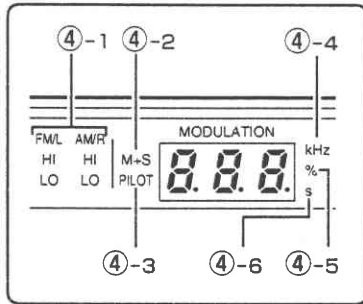 ④-1 ④-2 ④-4
MODULATION
FM/L AM/R kHz
HI HI M+S 8.8.8. %
LO LO PILOT s
④-3 ④-6 ④-5